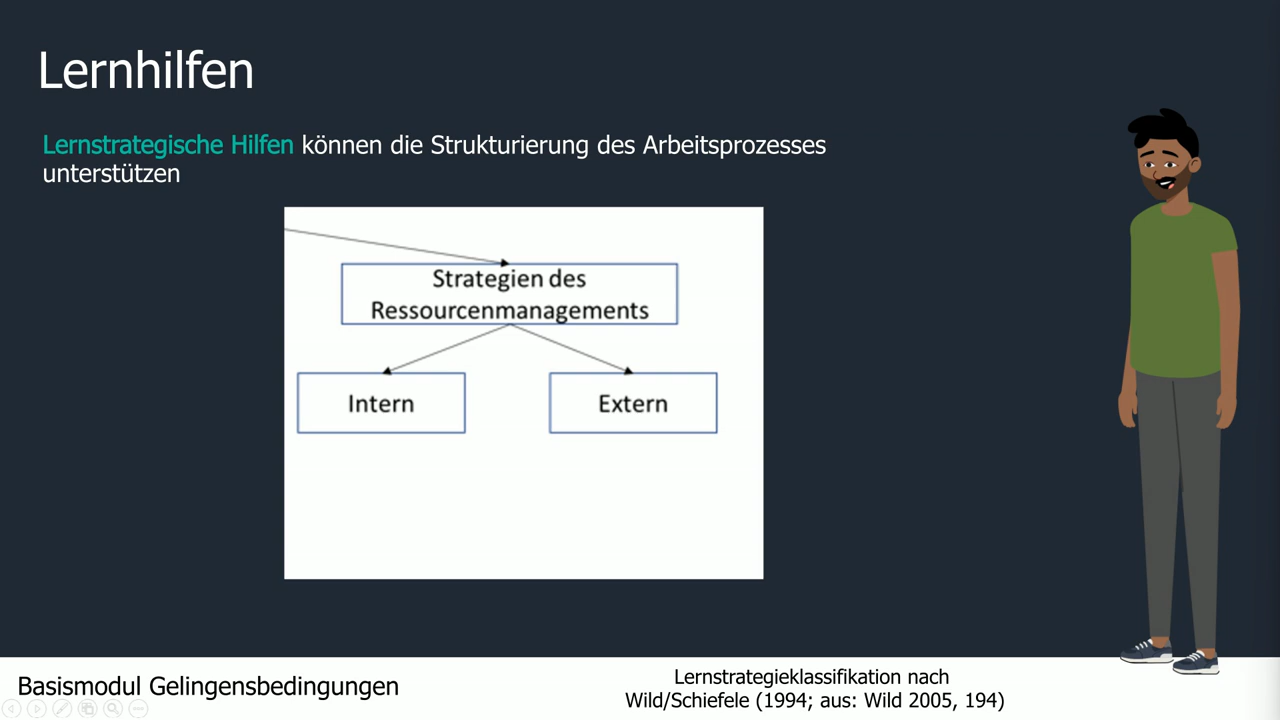 Lernhilfen
Lernstrategische Hilfen können die Strukturierung des Arbeitsprozesses
unterstützen
Strategien des
Ressourcenmanagements
Intern
Extern
Basismodul Gelingensbedingungen
Lernstrategieklassifikation nach
Wild/Schiefele (1994; aus: Wild 2005, 194)